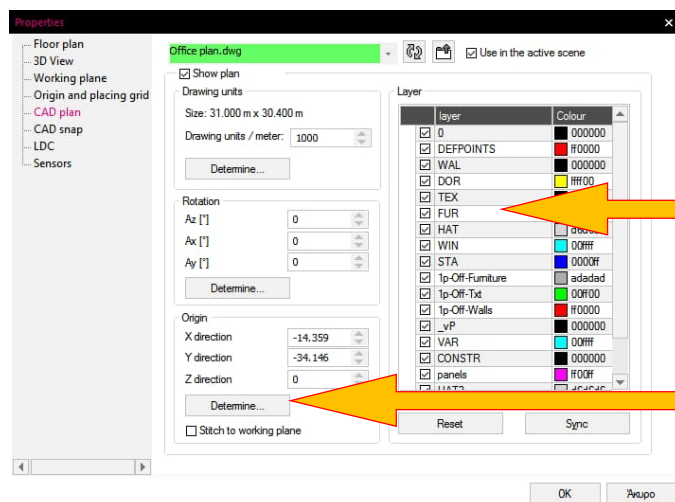 Properties
Floor plan
3D View
Working plane
Origin and placing grid
CAD plan
CAD snap
LDC
Sensors
Office plan.dwg
Use in the active scene
Show plan
Drawing units
Size: 31.000 m x 30.400 m
Drawing units / meter: 1000
Determine...
Rotation
Az [°] 0
Ax [°] 0
Ay [°] 0
Determine...
Origin
X direction -14.359
Y direction -34.146
Z direction 0
Determine...
Stitch to working plane
Layer
layer Colour
0 000000
DEFPOINTS ff0000
WAL 000000
DOR ffff00
TEX
FUR
HAT
WIN 00ffff
STA 0000ff
1p-Off-Furniture adadad
1p-Off-Txt 00ff00
1p-Off-Walls ff0000
_vP 000000
VAR 00ffff
CONSTR 000000
panels ff00ff
Reset Sync
OK Άκυρο